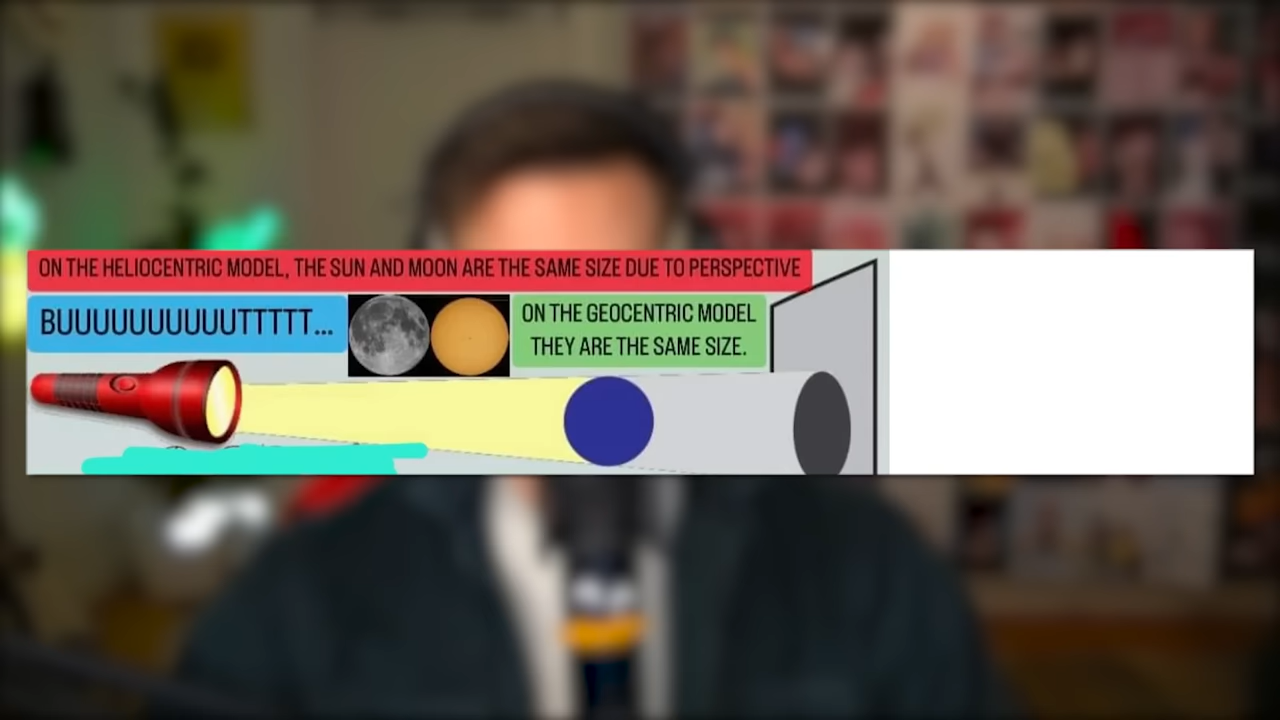 ON THE HELIOCENTRIC MODEL, THE SUN AND MOON ARE THE SAME SIZE DUE TO PERSPECTIVE
BUUUUUUUUUUTTTTT...
ON THE GEOCENTRIC MODEL
THEY ARE THE SAME SIZE.